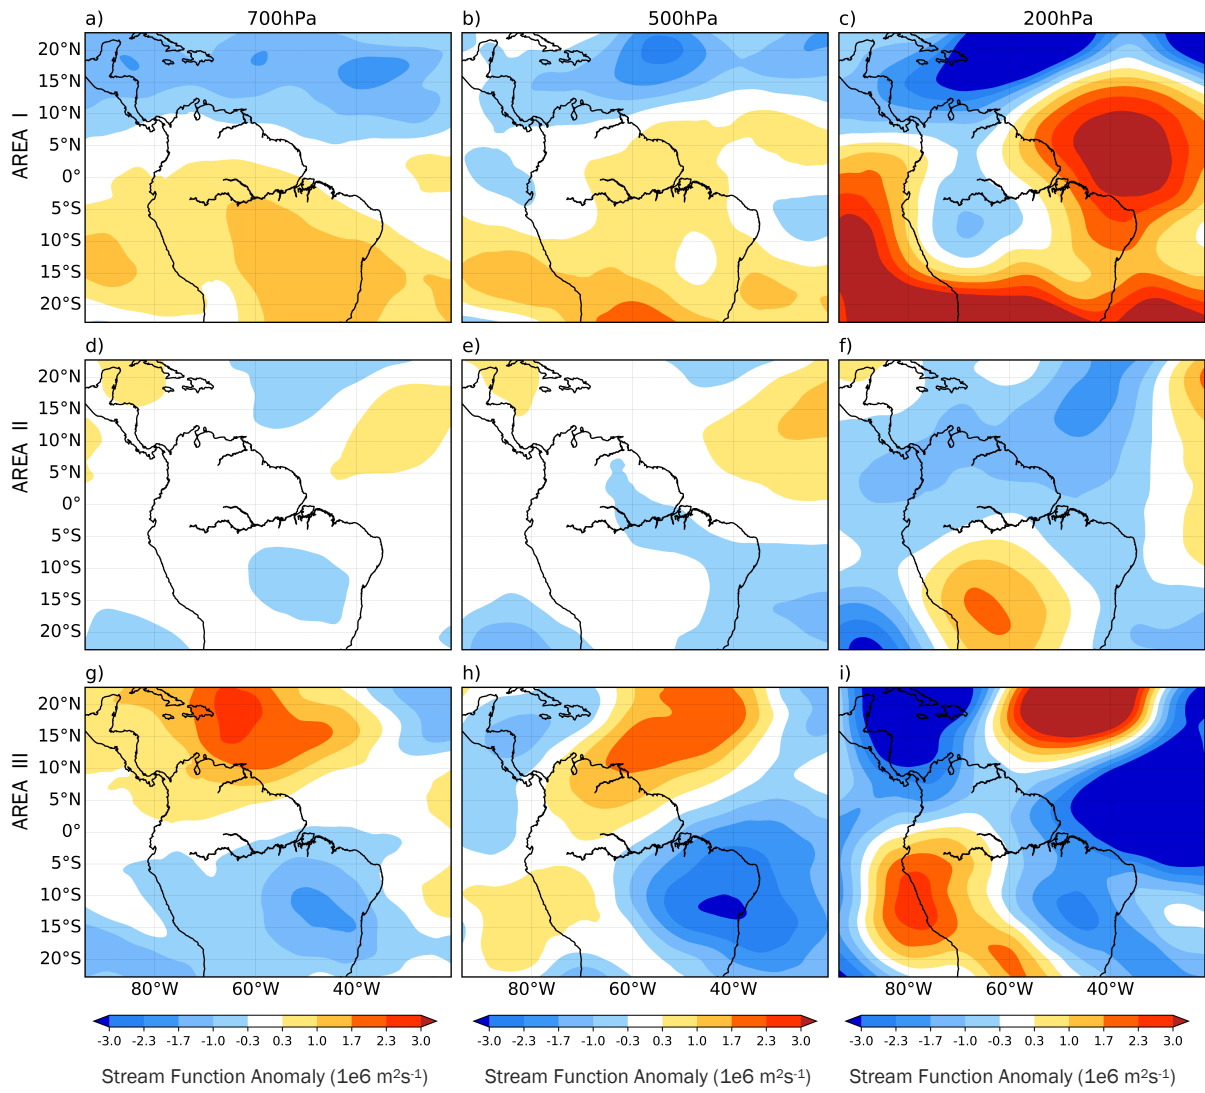 a) 700hPa b) 500hPa c) 200hPa
AREA I
20°N
15°N
10°N
5°N
0°
5°S
10°S
15°S
20°S
d) e) f)
AREA II
20°N
15°N
10°N
5°N
0°
5°S
10°S
15°S
20°S
g) h) i)
AREA III
20°N
15°N
10°N
5°N
0°
5°S
10°S
15°S
20°S
80°W 60°W 40°W 80°W 60°W 40°W 80°W 60°W 40°W
-3.0 -2.3 -1.7 -1.0 -0.3 0.3 1.0 1.7 2.3 3.0 -3.0 -2.3 -1.7 -1.0 -0.3 0.3 1.0 1.7 2.3 3.0 -3.0 -2.3 -1.7 -1.0 -0.3 0.3 1.0 1.7 2.3 3.0
Stream Function Anomaly (1e6 m²s⁻¹) Stream Function Anomaly (1e6 m²s⁻¹) Stream Function Anomaly (1e6 m²s⁻¹)